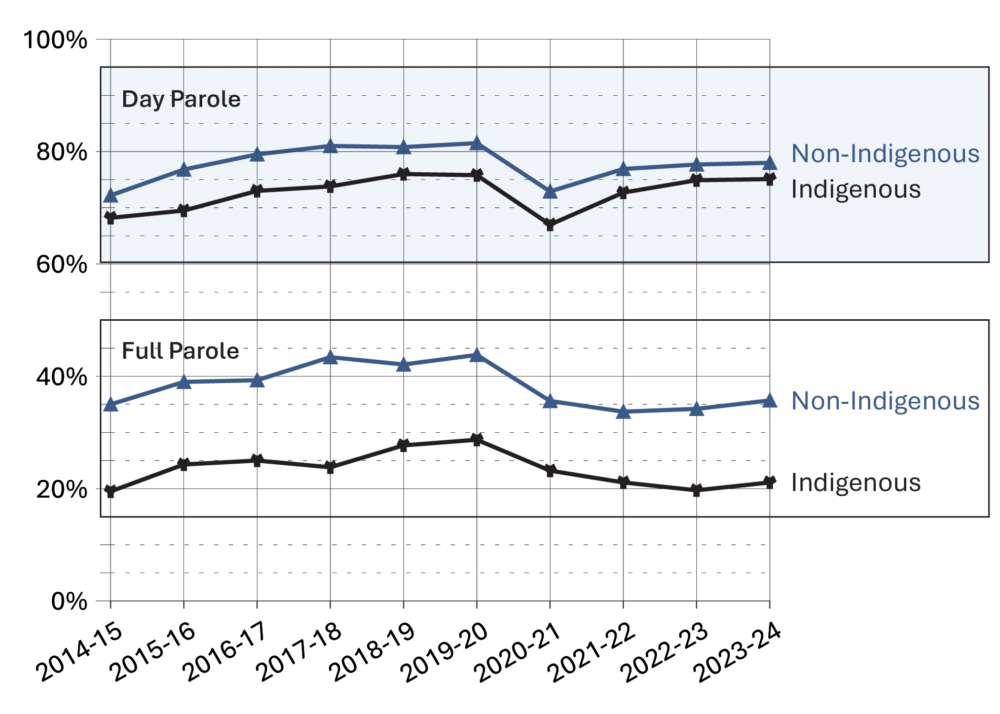 100%
Day Parole
80%
Non-Indigenous
Indigenous
60%
Full Parole
40%
Non-Indigenous
Indigenous
20%
0%
2014-15
2015-16
2016-17
2017-18
2018-19
2019-20
2020-21
2021-22
2022-23
2023-24